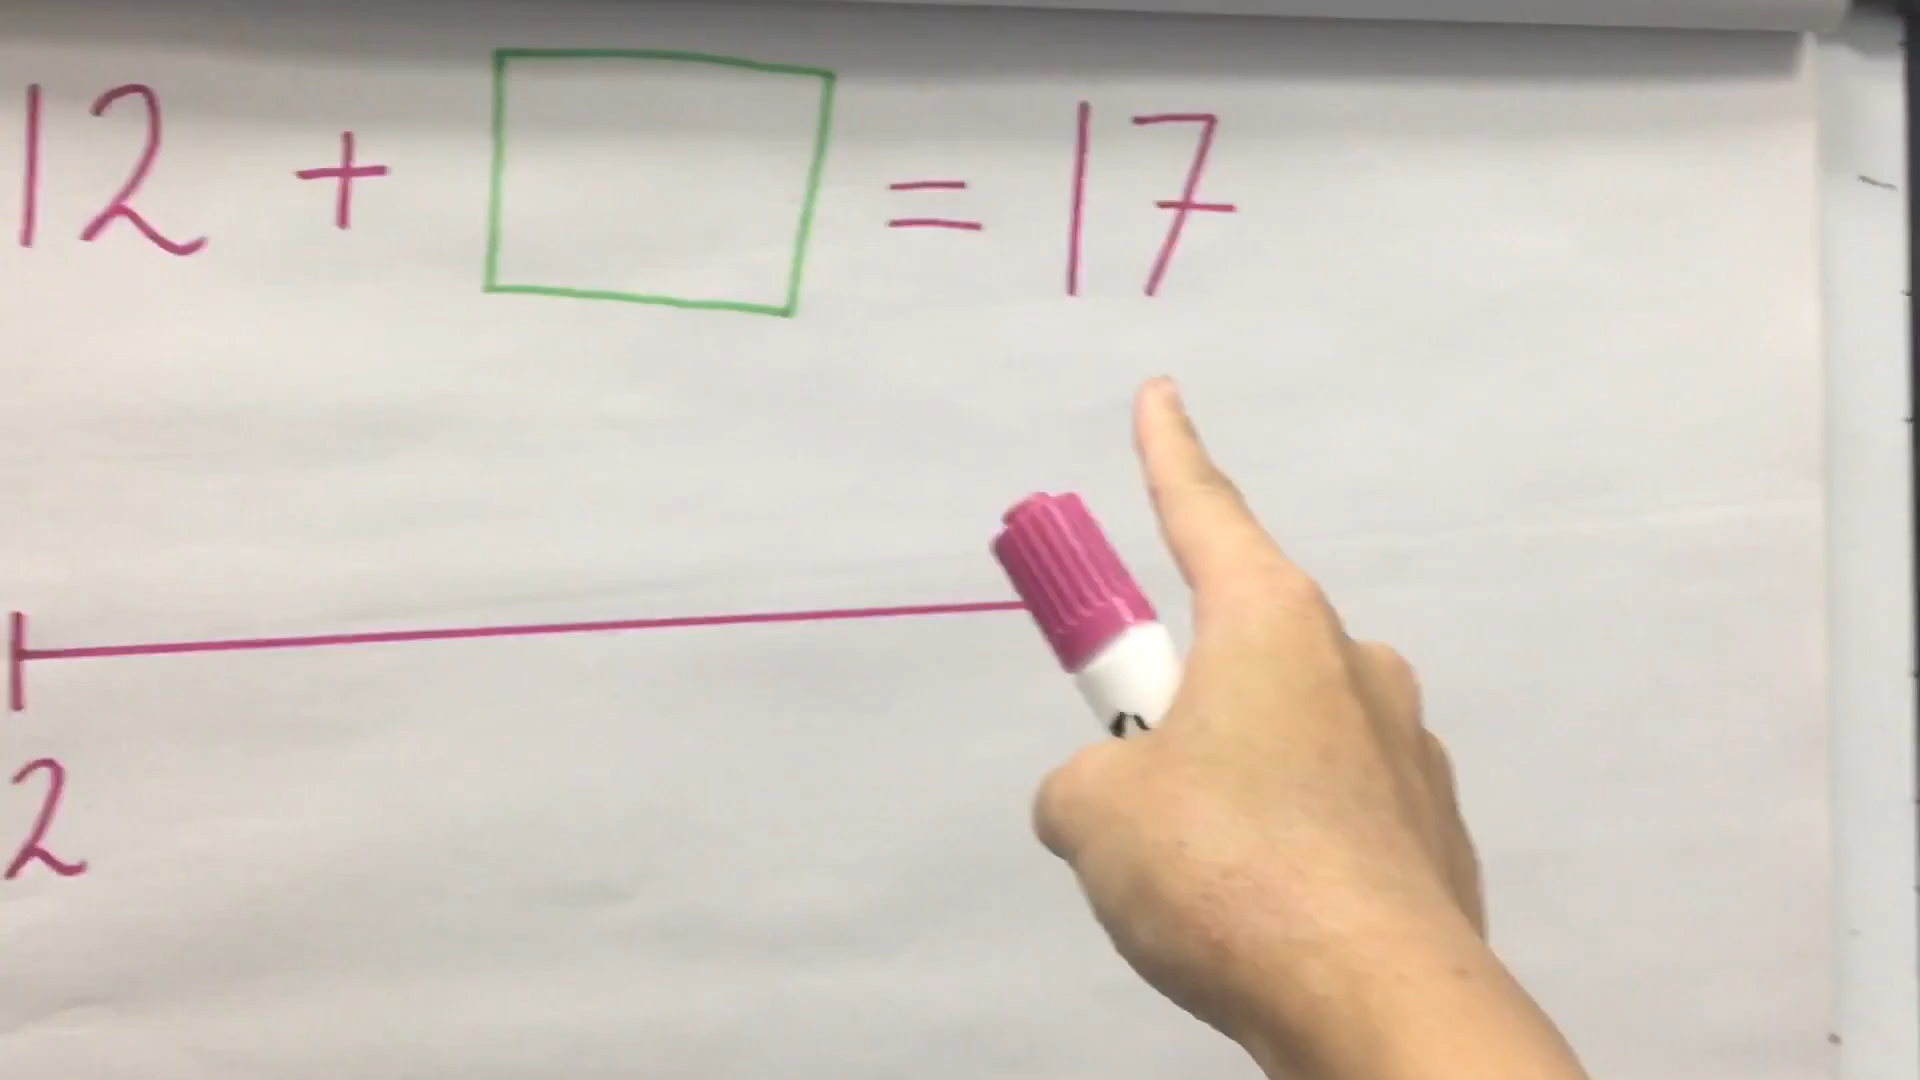 12 + □ = 17
2